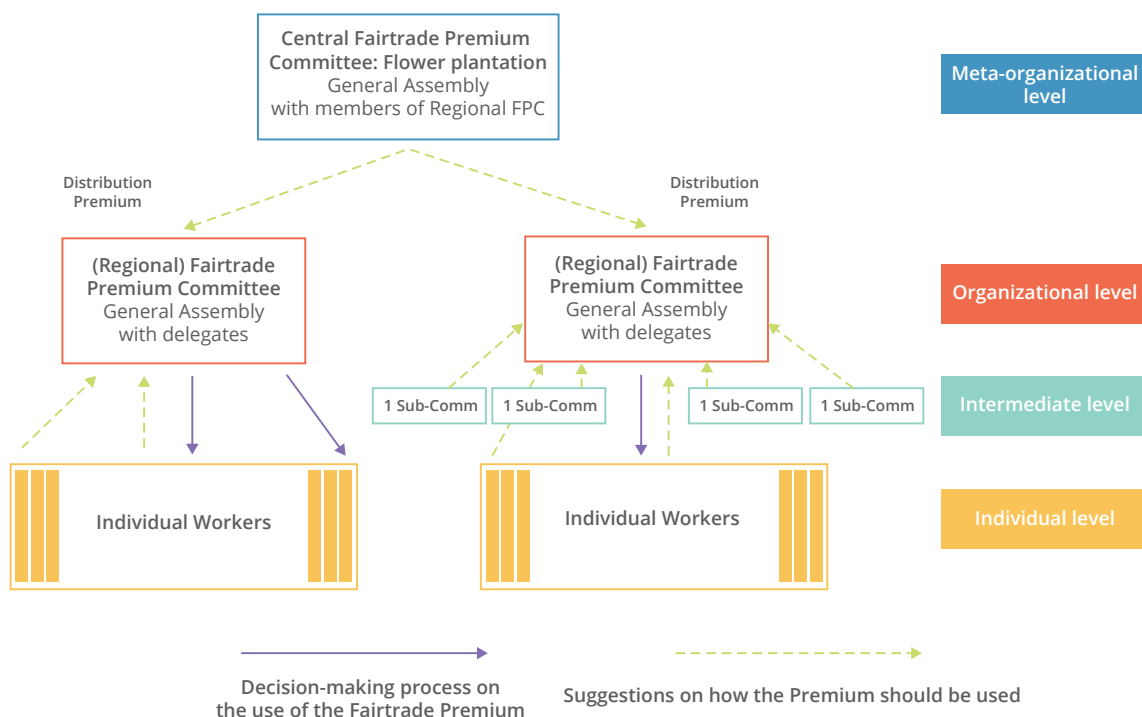 Central Fairtrade Premium
Committee: Flower plantation
General Assembly
with members of Regional FPC
Meta-organizational
level
Distribution
Premium
Distribution
Premium
(Regional) Fairtrade
Premium Committee
General Assembly
with delegates
(Regional) Fairtrade
Premium Committee
General Assembly
with delegates
Organizational level
1 Sub-Comm
1 Sub-Comm
1 Sub-Comm
1 Sub-Comm
Intermediate level
Individual Workers
Individual Workers
Individual level
Decision-making process on
the use of the Fairtrade Premium
Suggestions on how the Premium should be used